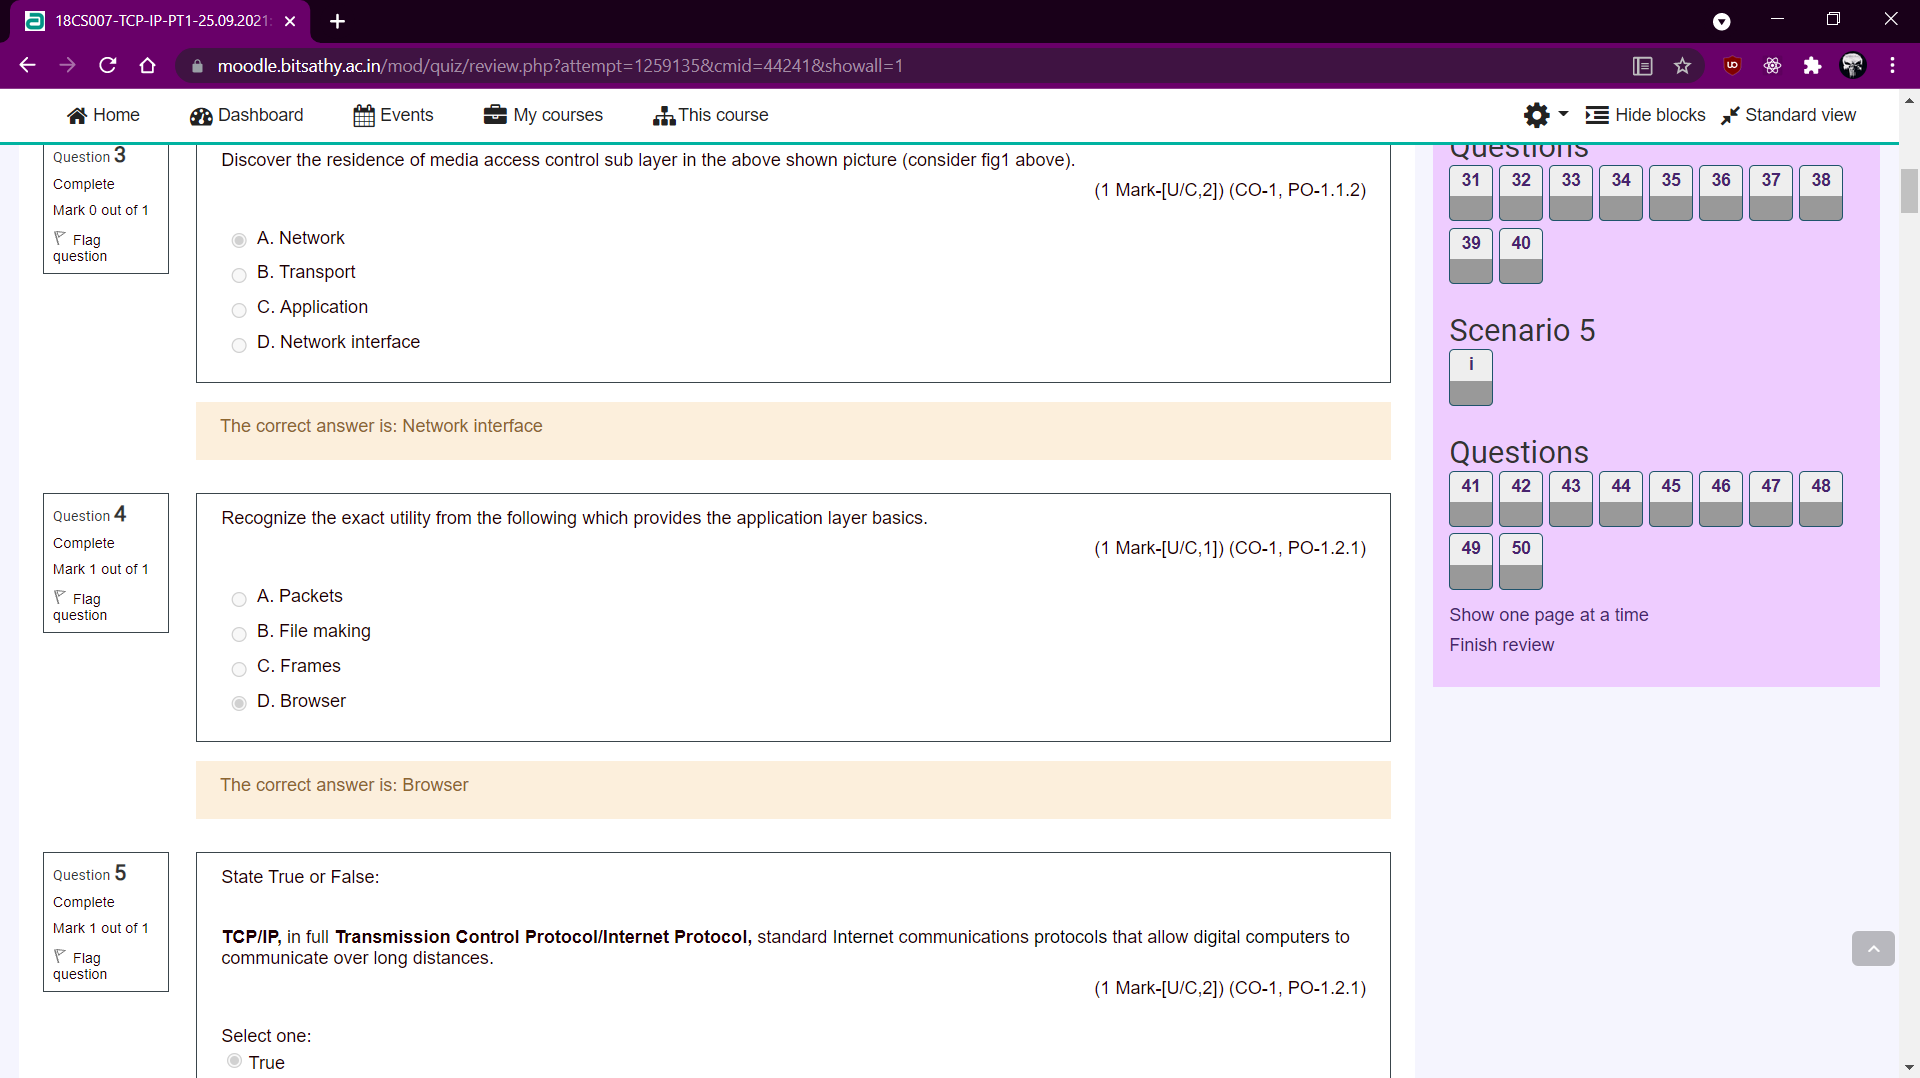 18CS007-TCP-IP-PT1-25.09.2021
moodle.bitsathy.ac.in/mod/quiz/review.php?attempt=1259135&cmid=44241&showall=1
Home
Dashboard
Events
My courses
This course
Hide blocks
Standard view
Question 3
Complete
Mark 0 out of 1
Flag
question
Discover the residence of media access control sub layer in the above shown picture (consider fig1 above).
(1 Mark-[U/C,2]) (CO-1, PO-1.1.2)
A. Network
B. Transport
C. Application
D. Network interface
The correct answer is: Network interface
Question 4
Complete
Mark 1 out of 1
Flag
question
Recognize the exact utility from the following which provides the application layer basics.
(1 Mark-[U/C,1]) (CO-1, PO-1.2.1)
A. Packets
B. File making
C. Frames
D. Browser
The correct answer is: Browser
Question 5
Complete
Mark 1 out of 1
Flag
question
State True or False:
TCP/IP, in full Transmission Control Protocol/Internet Protocol, standard Internet communications protocols that allow digital computers to
communicate over long distances.
(1 Mark-[U/C,2]) (CO-1, PO-1.2.1)
Select one:
True
Questions
31 32 33 34 35 36 37 38
39 40
Scenario 5
i
Questions
41 42 43 44 45 46 47 48
49 50
Show one page at a time
Finish review